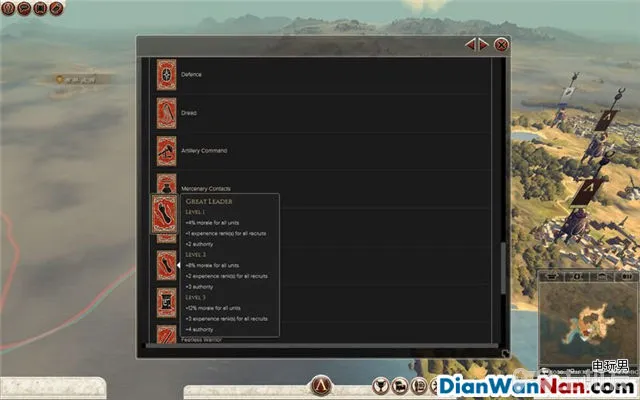 Defence
Dread
Artillery Command
Mercenary Contacts
GREAT LEADER
LEVEL 1
+4% morale for all units
+1 experience rank(s) for all recruits
+2 authority
LEVEL 2
+8% morale for all units
+2 experience rank(s) for all recruits
+3 authority
LEVEL 3
+12% morale for all units
+3 experience rank(s) for all recruits
+4 authority
Fearless Warrior
电玩男
DianWanNan.com